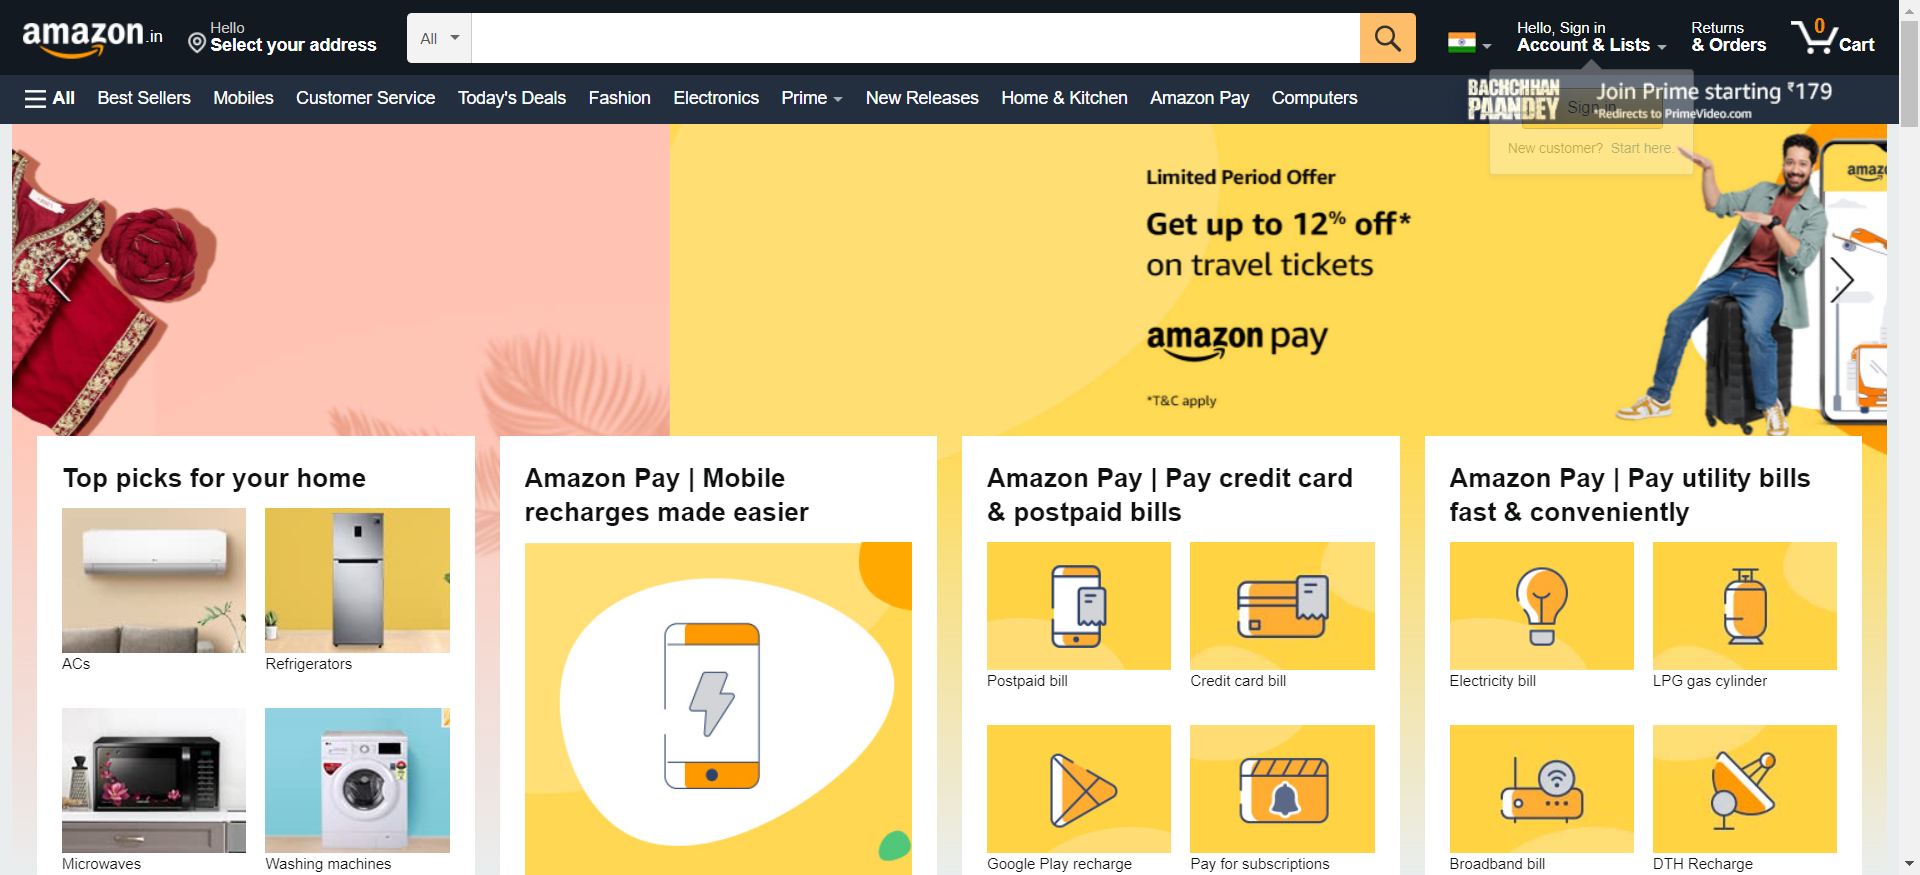 amazon.in
Hello
Select your address
All
Hello, Sign in
Account & Lists
Returns
& Orders
0
Cart
All
Best Sellers
Mobiles
Customer Service
Today's Deals
Fashion
Electronics
Prime
New Releases
Home & Kitchen
Amazon Pay
Computers
BACHCHHAN
PAANDEY
Join Prime starting ₹179
*Redirects to PrimeVideo.com
Sign in
New customer? Start here.
Limited Period Offer
Get up to 12% off*
on travel tickets
amazon pay
*T&C apply
Top picks for your home
ACs
Refrigerators
Microwaves
Washing machines
Amazon Pay | Mobile
recharges made easier
Amazon Pay | Pay credit card
& postpaid bills
Postpaid bill
Credit card bill
Google Play recharge
Pay for subscriptions
Amazon Pay | Pay utility bills
fast & conveniently
Electricity bill
LPG gas cylinder
Broadband bill
DTH Recharge